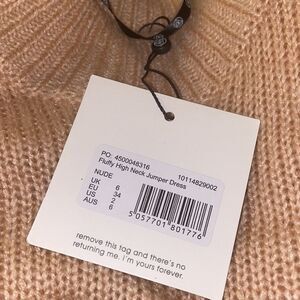 PO: 4500048316
10114829002
Fluffy High Neck Jumper Dress
NUDE
UK 6
EU 34
US 2
AUS 6
5 057701 801776
remove this tag and there's no
returning me. i'm yours forever.